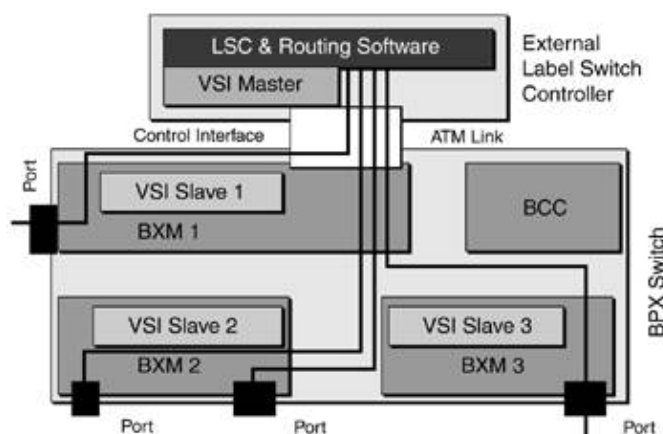 LSC & Routing Software
VSI Master
External
Label Switch
Controller
Control Interface
ATM Link
Port
VSI Slave 1
BXM 1
BCC
BPX Switch
VSI Slave 2
BXM 2
VSI Slave 3
BXM 3
Port
Port
Port